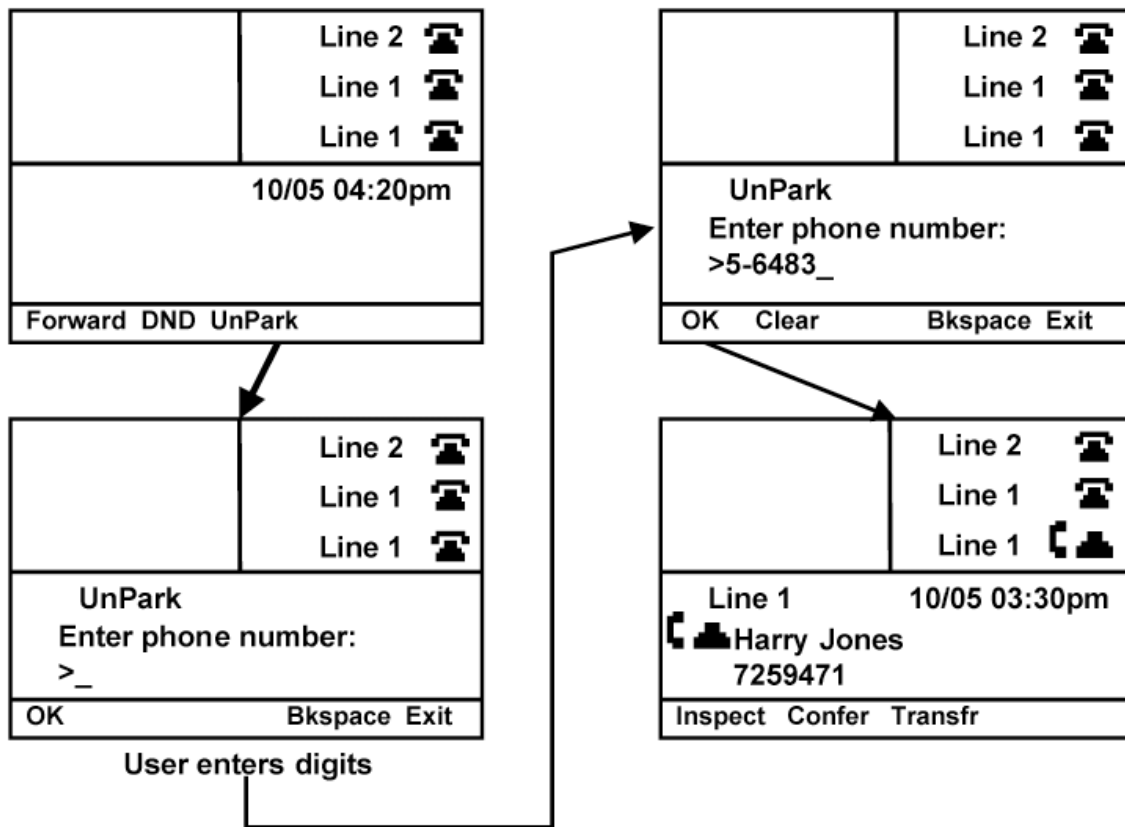 Line 2
Line 1
Line 1
10/05 04:20pm
Forward DND UnPark
Line 2
Line 1
Line 1
UnPark
Enter phone number:
>_
OK Bkspace Exit
User enters digits
Line 2
Line 1
Line 1
UnPark
Enter phone number:
>5-6483_
OK Clear Bkspace Exit
Line 2
Line 1
Line 1
Line 1 10/05 03:30pm
Harry Jones
7259471
Inspect Confer Transfr